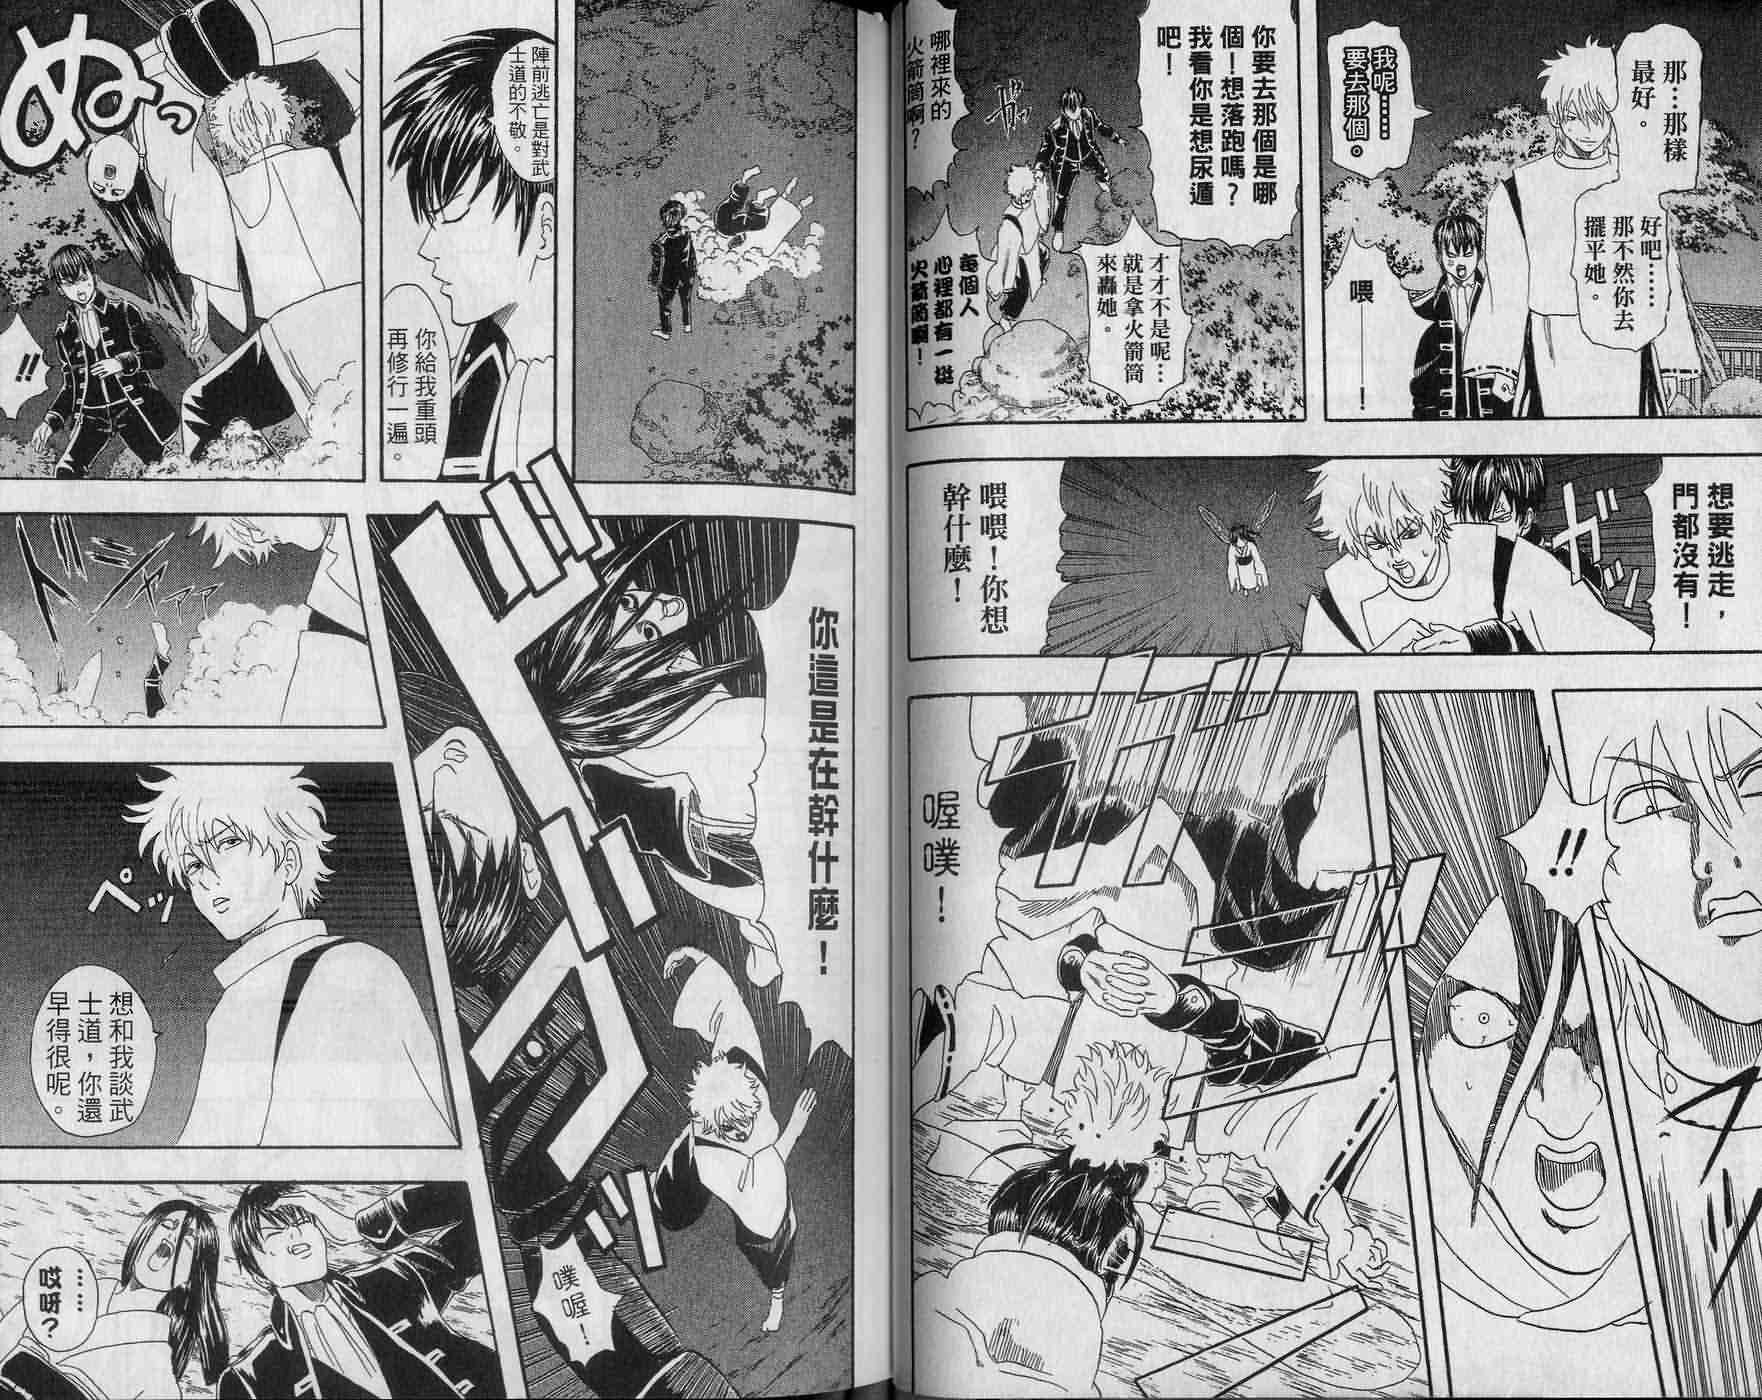 那…那樣
最好。
好吧……
那不然你去
擺平她。
我呢……
要去那個。
喂
——！
你要去那個是哪
個！想落跑嗎？
我看你是想尿遁
吧！
才才不是呢…
就是拿火箭筒
來轟她。
哪裡來的
火箭筒啊？
每個人
心裡都有一挺
火箭筒啊！
ガッ
想要逃走，
門都沒有！
喂喂！你想
幹什麼！
!!
喔噗！
陣前逃亡是對武
士道的不敬。
你給我重頭
再修行一遍。
ぬっ
!!
你這是在幹什麼！
噗喔！
ペッ
想和我談武
士道，你還
早得很呢。
……
哎呀？